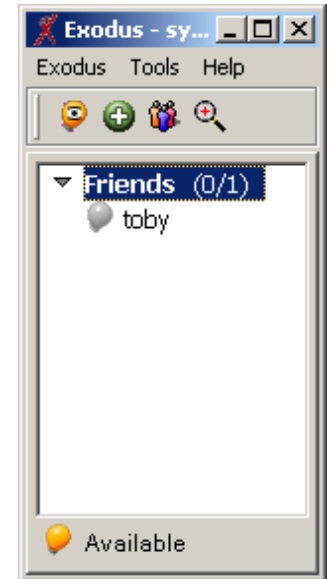 Exodus - sy...
Exodus Tools Help
Friends (0/1)
toby
Available